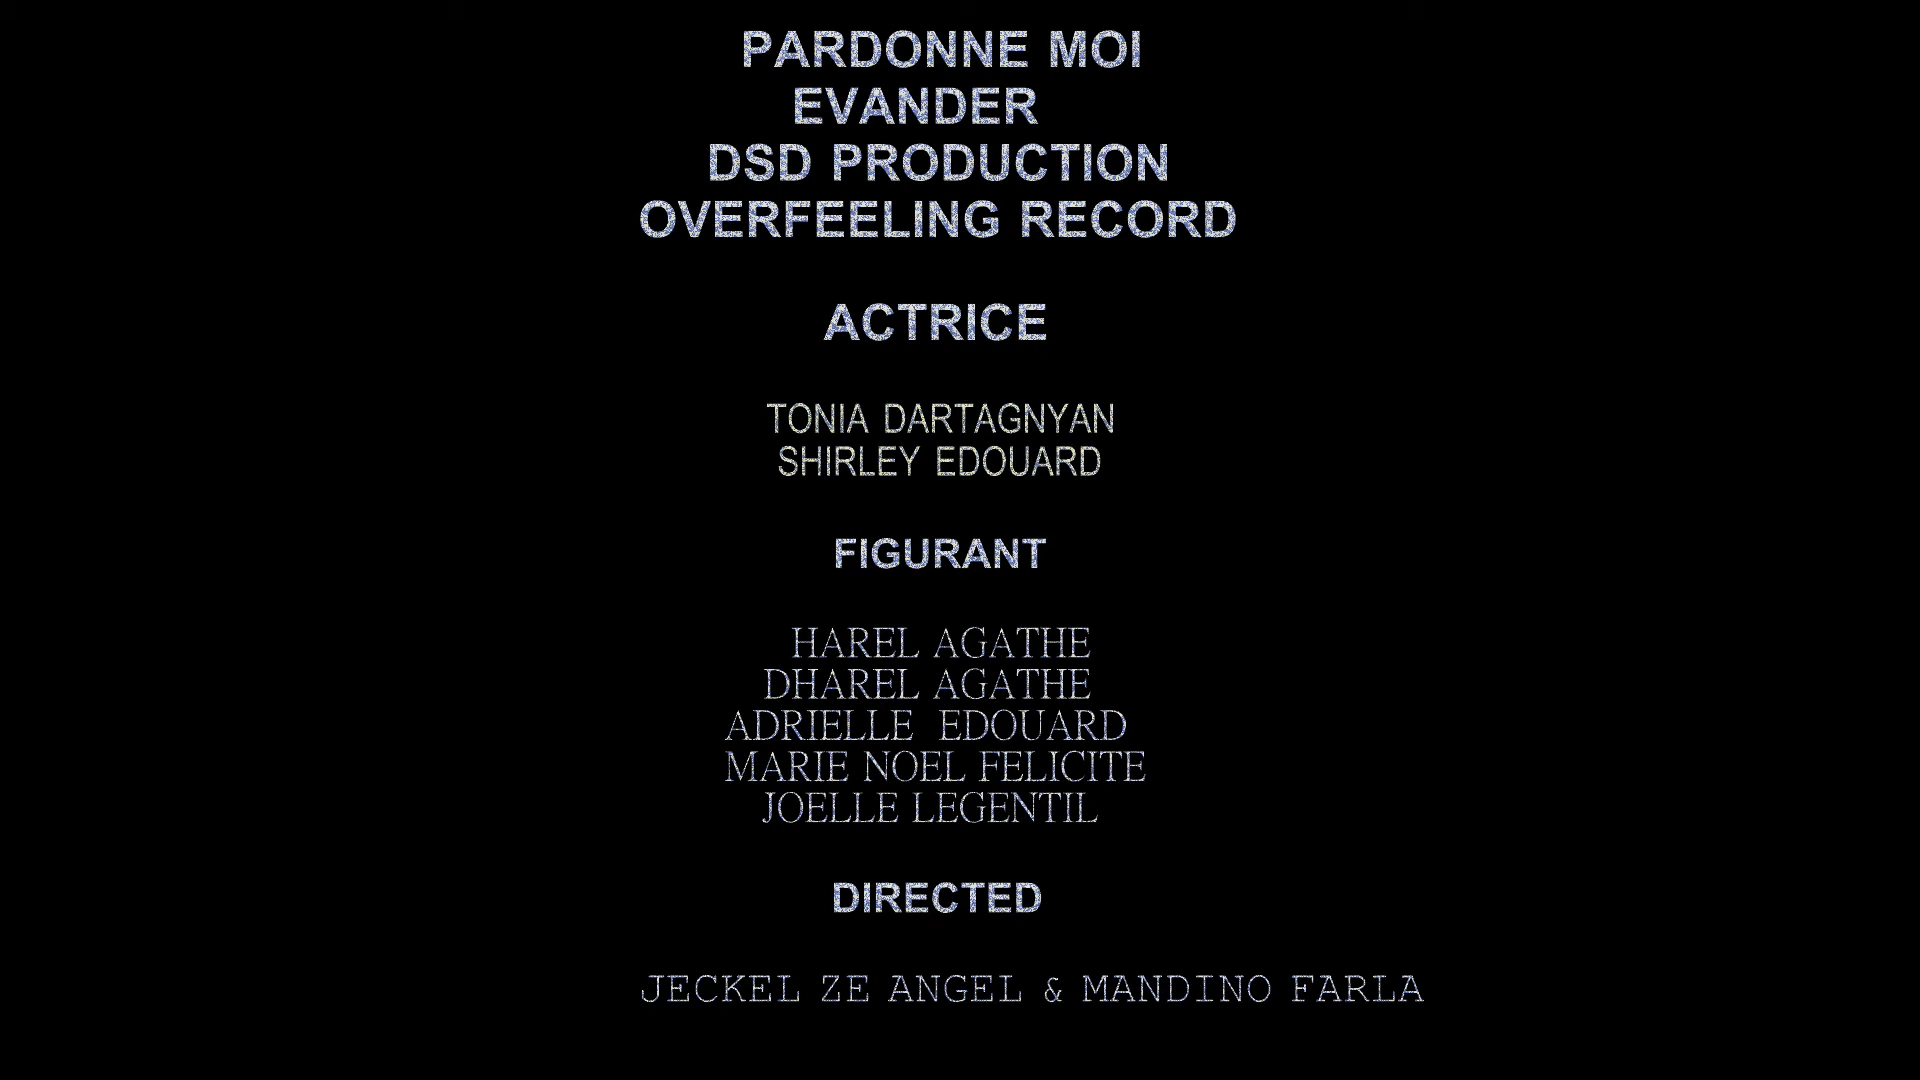 PARDONNE MOI
EVANDER
DSD PRODUCTION
OVERFEELING RECORD
ACTRICE
TONIA DARTAGNYAN
SHIRLEY EDOUARD
FIGURANT
HAREL AGATHE
DHAREL AGATHE
ADRIELLE EDOUARD
MARIE NOEL FELICITE
JOELLE LEGENTIL
DIRECTED
JECKEL ZE ANGEL & MANDINO FARLA